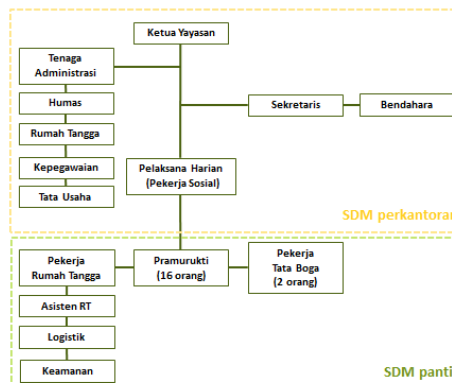 Ketua Yayasan
Tenaga
Administrasi
Humas
Rumah Tangga
Kepegawaian
Tata Usaha
Sekretaris
Bendahara
Pelaksana Harian
(Pekerja Sosial)
SDM perkantoran
Pekerja
Rumah Tangga
Pramurukti
(16 orang)
Pekerja
Tata Boga
(2 orang)
Asisten RT
Logistik
Keamanan
SDM panti